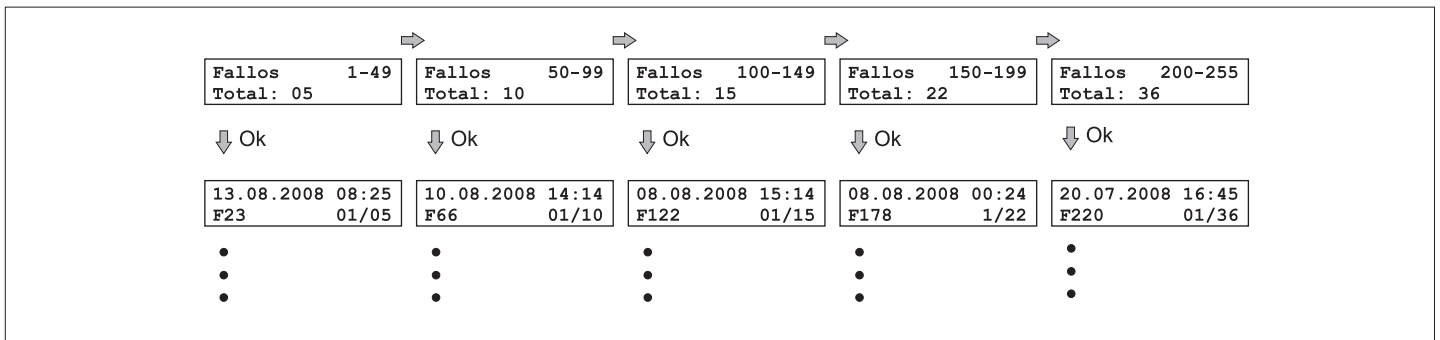 Fallos 1-49
Total: 05
Fallos 50-99
Total: 10
Fallos 100-149
Total: 15
Fallos 150-199
Total: 22
Fallos 200-255
Total: 36
Ok
Ok
Ok
Ok
Ok
13.08.2008 08:25
F23 01/05
10.08.2008 14:14
F66 01/10
08.08.2008 15:14
F122 01/15
08.08.2008 00:24
F178 1/22
20.07.2008 16:45
F220 01/36